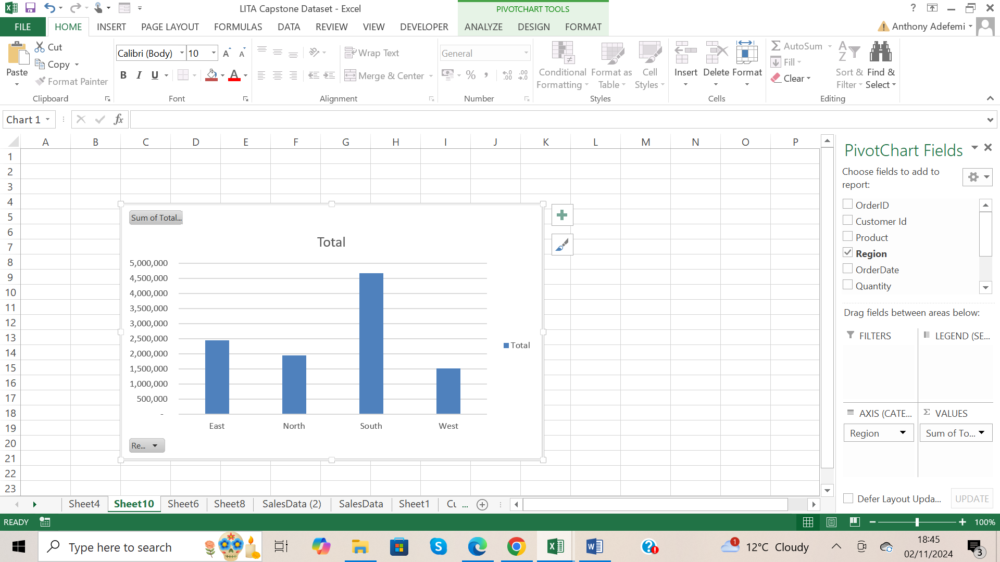 LITA Capstone Dataset - Excel
PIVOTCHART TOOLS
?
FILE
HOME
INSERT
PAGE LAYOUT
FORMULAS
DATA
REVIEW
VIEW
DEVELOPER
ANALYZE
DESIGN
FORMAT
Anthony Adefemi
Paste
Cut
Copy
Format Painter
Clipboard
Calibri (Body)
10
A A
B I U
A
Font
Wrap Text
Merge & Center
Alignment
General
% ,
Number
Conditional
Formatting
Format as
Table
Cell
Styles
Styles
Insert
Delete
Format
Cells
AutoSum
Fill
Clear
Sort &
Filter
Find &
Select
Editing
Chart 1
fx
A B C D E F G H I J K L M N O P
1
2
3
4
5
6
7
8
9
10
11
12
13
14
15
16
17
18
19
20
21
22
23
Sum of Total...
Total
5,000,000
4,500,000
4,000,000
3,500,000
3,000,000
2,500,000
2,000,000
1,500,000
1,000,000
500,000
-
East North South West
Total
Re...
PivotChart Fields
Choose fields to add to
report:
OrderID
Customer Id
Product
Region
OrderDate
Quantity
Drag fields between areas below:
FILTERS
LEGEND (SE...
AXIS (CATE...
Σ VALUES
Region
Sum of To...
Defer Layout Upda...
UPDATE
Sheet4
Sheet10
Sheet6
Sheet8
SalesData (2)
SalesData
Sheet1
Cu ...
READY
100%
Type here to search
1
12°C Cloudy
18:45
02/11/2024
3